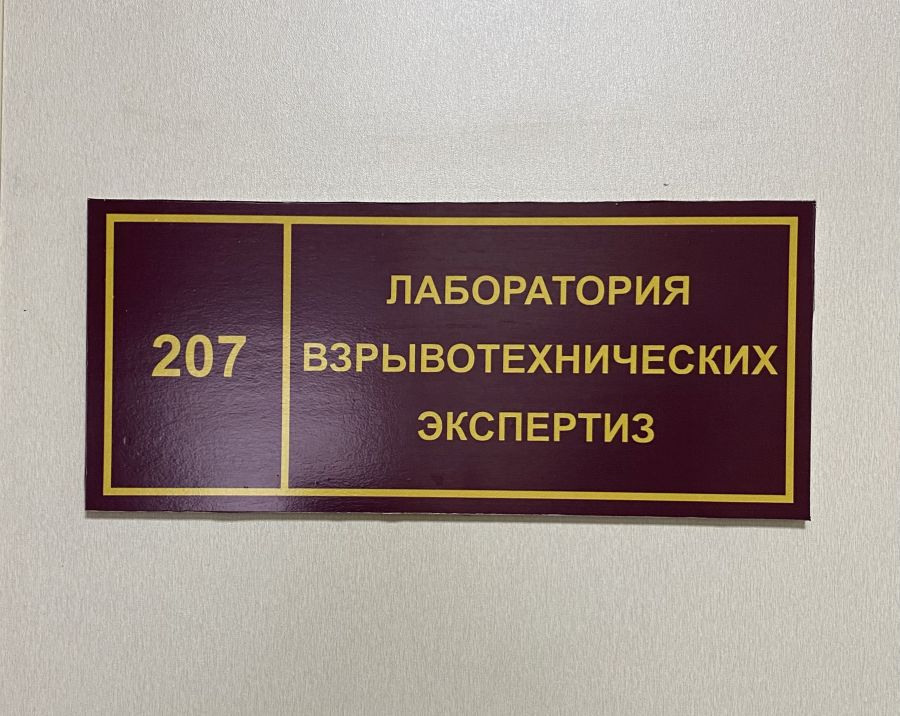 207
ЛАБОРАТОРИЯ
ВЗРЫВОТЕХНИЧЕСКИХ
ЭКСПЕРТИЗ